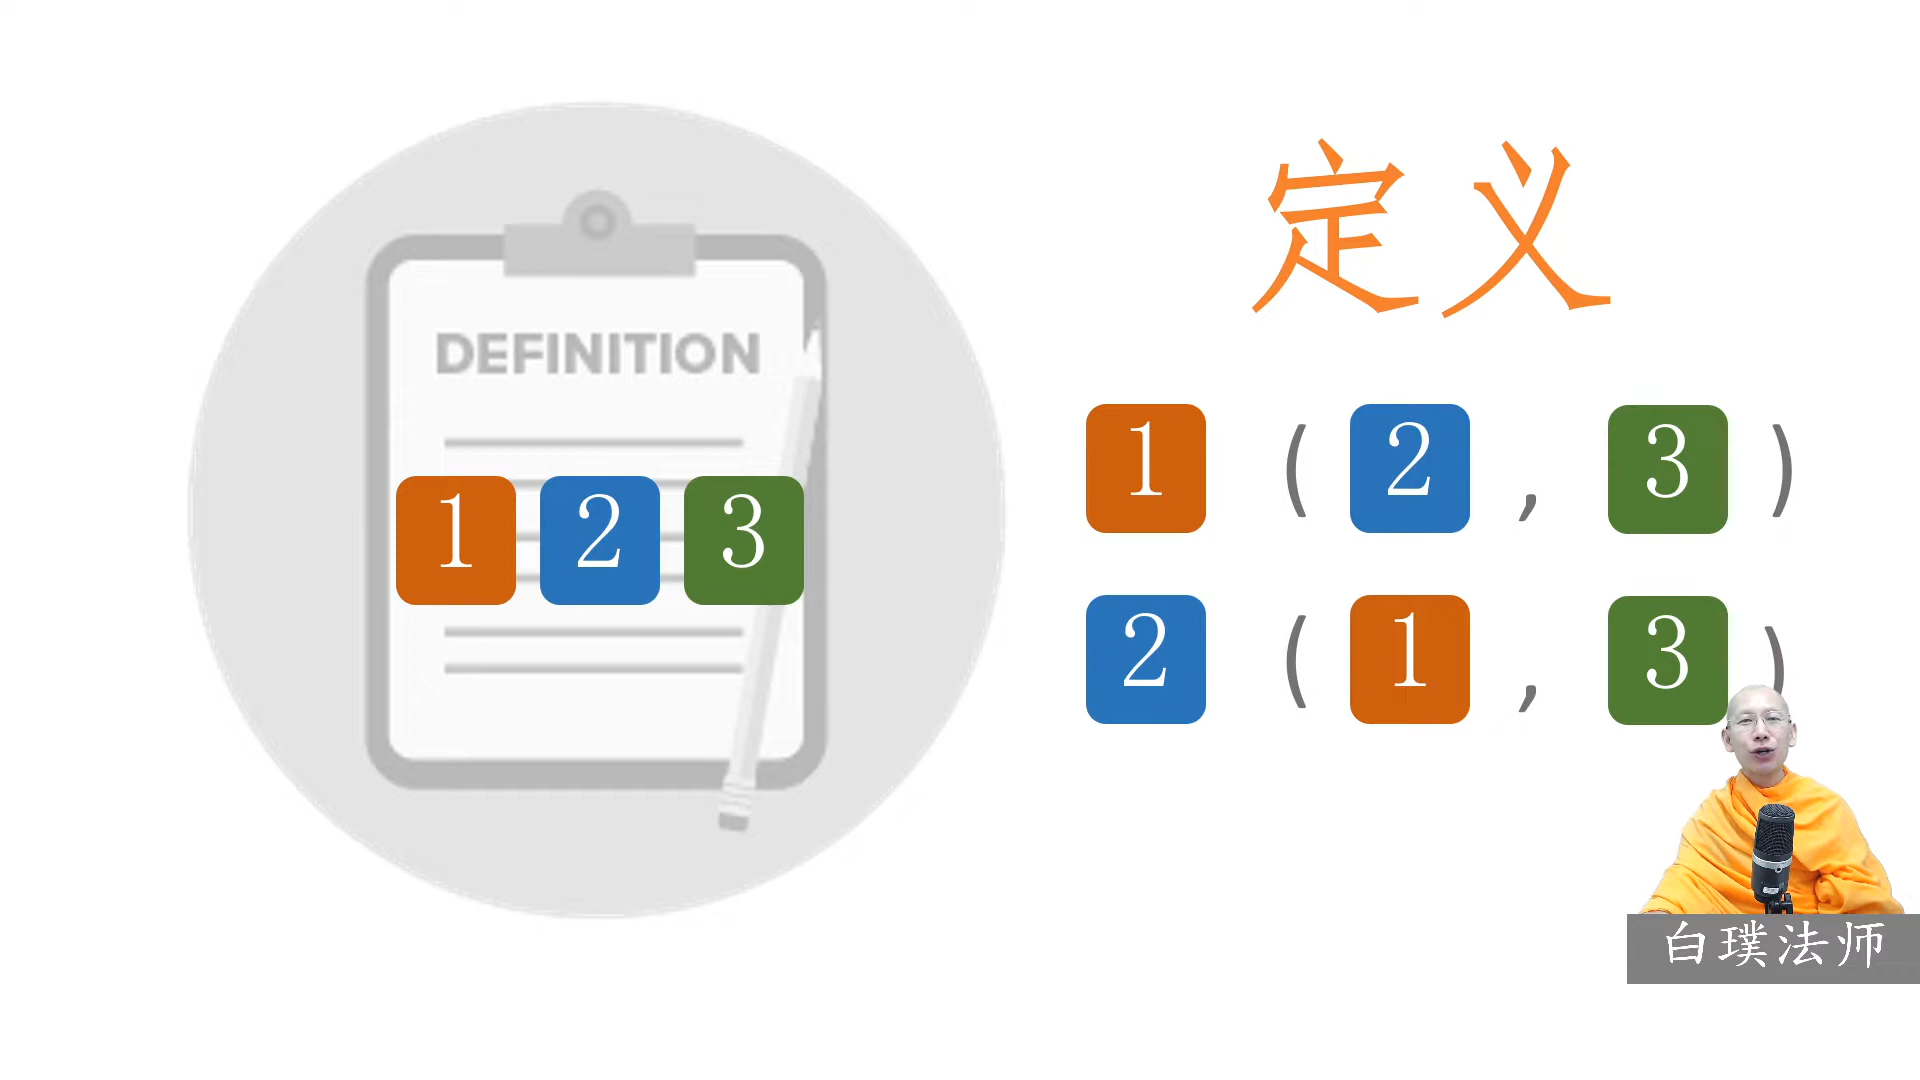 DEFINITION
1 2 3
定义
1 ( 2 , 3 )
2 ( 1 , 3 )
白璞法师